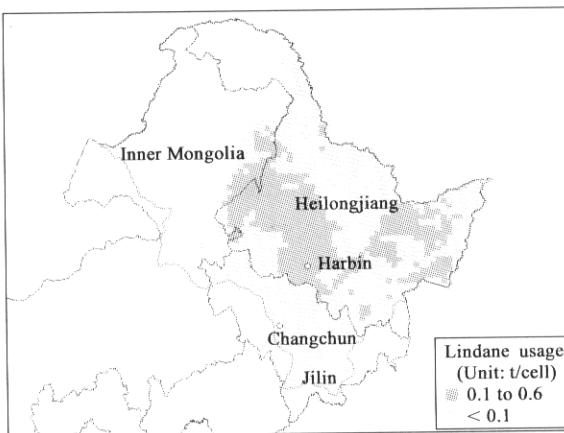 Inner Mongolia
Heilongjiang
Harbin
Changchun
Jilin
Lindane usage
(Unit: t/cell)
0.1 to 0.6
< 0.1